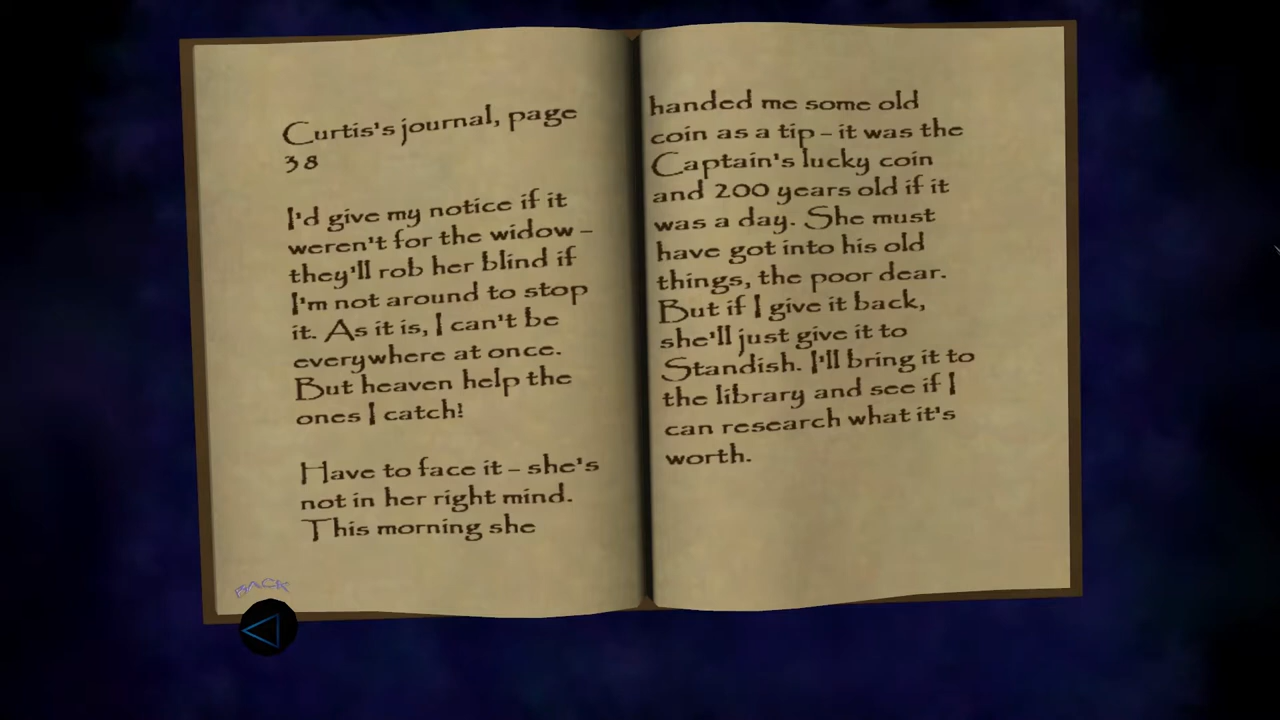 Curtis's journal, page
38
I'd give my notice if it
weren't for the widow –
they'll rob her blind if
I'm not around to stop
it. As it is, I can't be
everywhere at once.
But heaven help the
ones I catch!
Have to face it – she's
not in her right mind.
This morning she
handed me some old
coin as a tip – it was the
Captain's lucky coin
and 200 years old if it
was a day. She must
have got into his old
things, the poor dear.
But if I give it back,
she'll just give it to
Standish. I'll bring it to
the library and see if I
can research what it's
worth.
BACK